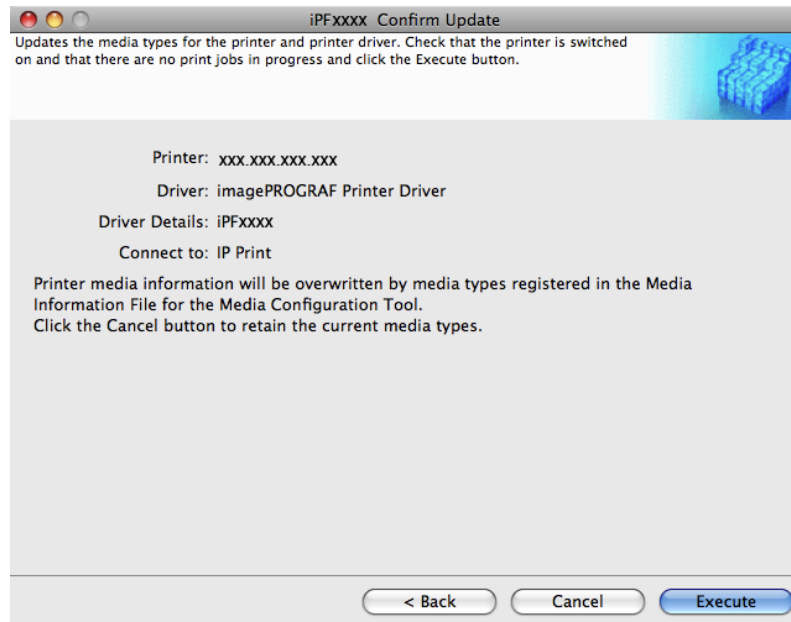 iPFxxxx Confirm Update
Updates the media types for the printer and printer driver. Check that the printer is switched
on and that there are no print jobs in progress and click the Execute button.
Printer: xxx.xxx.xxx.xxx
Driver: imagePROGRAF Printer Driver
Driver Details: iPFxxxx
Connect to: IP Print
Printer media information will be overwritten by media types registered in the Media
Information File for the Media Configuration Tool.
Click the Cancel button to retain the current media types.
< Back Cancel Execute